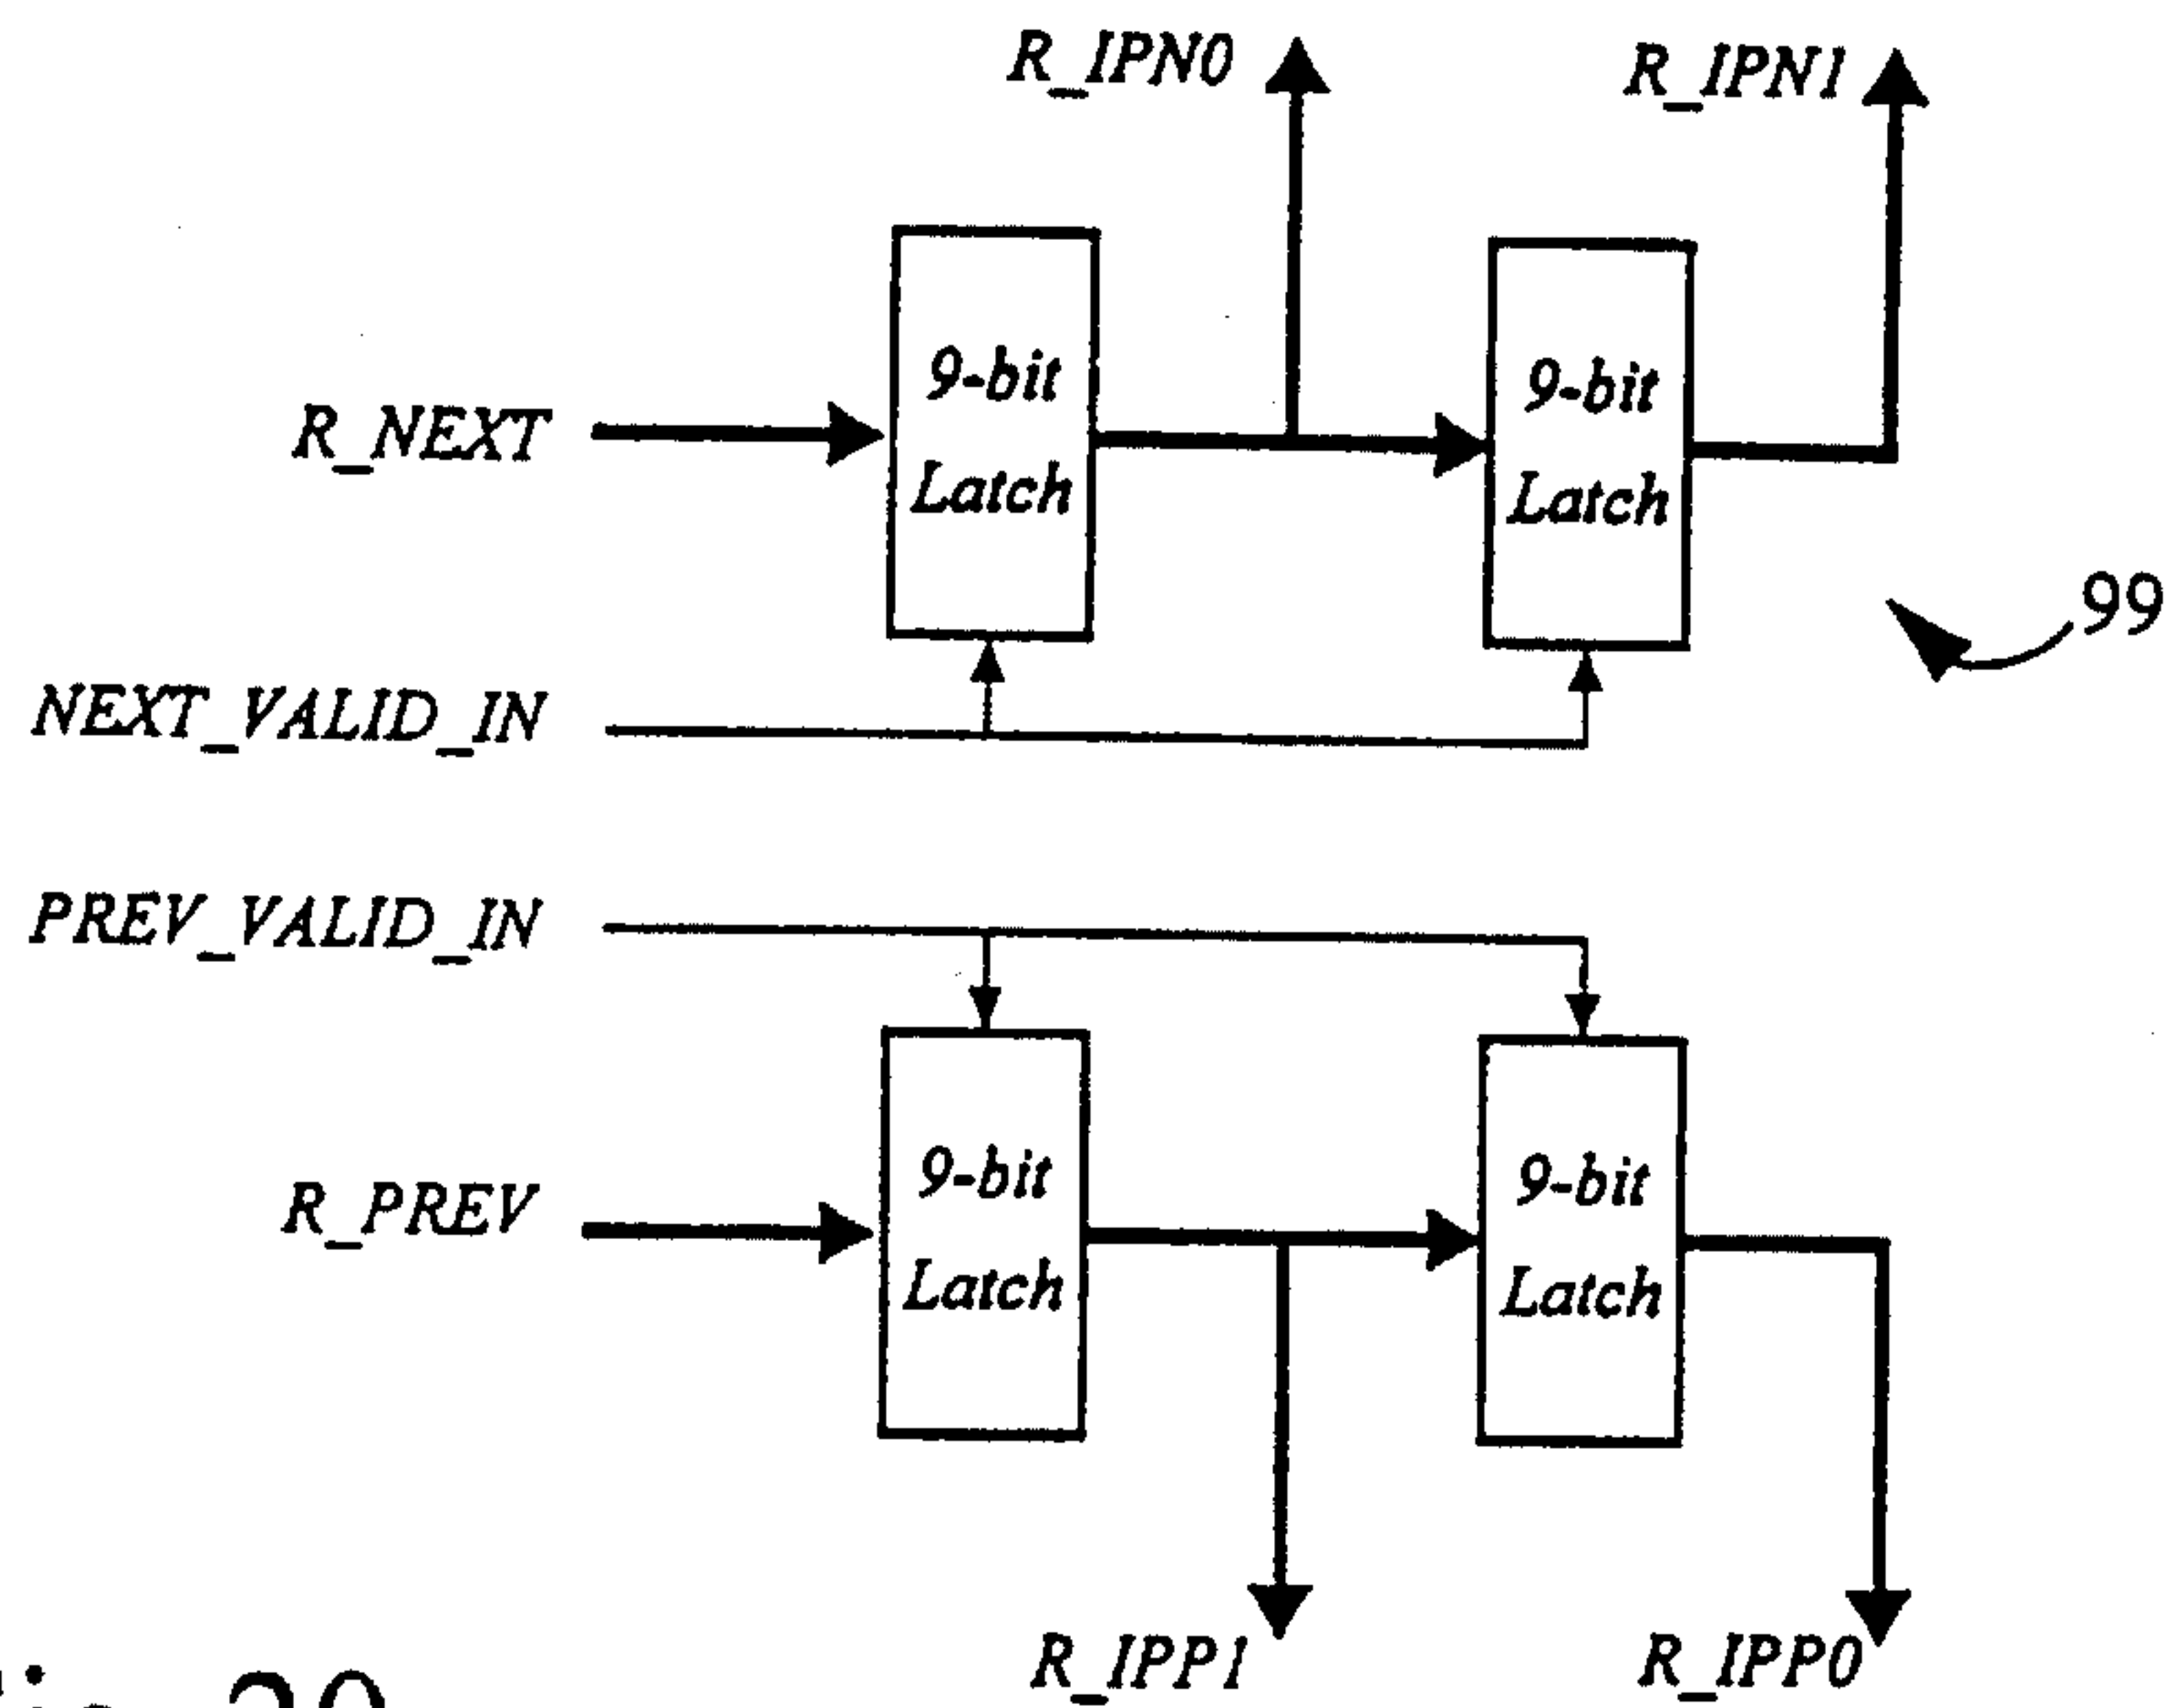 R_IPN0
R_IPN1
9-bit
Latch
9-bit
Latch
R_NEXT
99
NEXT_VALID_IN
PREV_VALID_IN
9-bit
Latch
9-bit
Latch
R_PREV
R_IPP1
R_IPP0